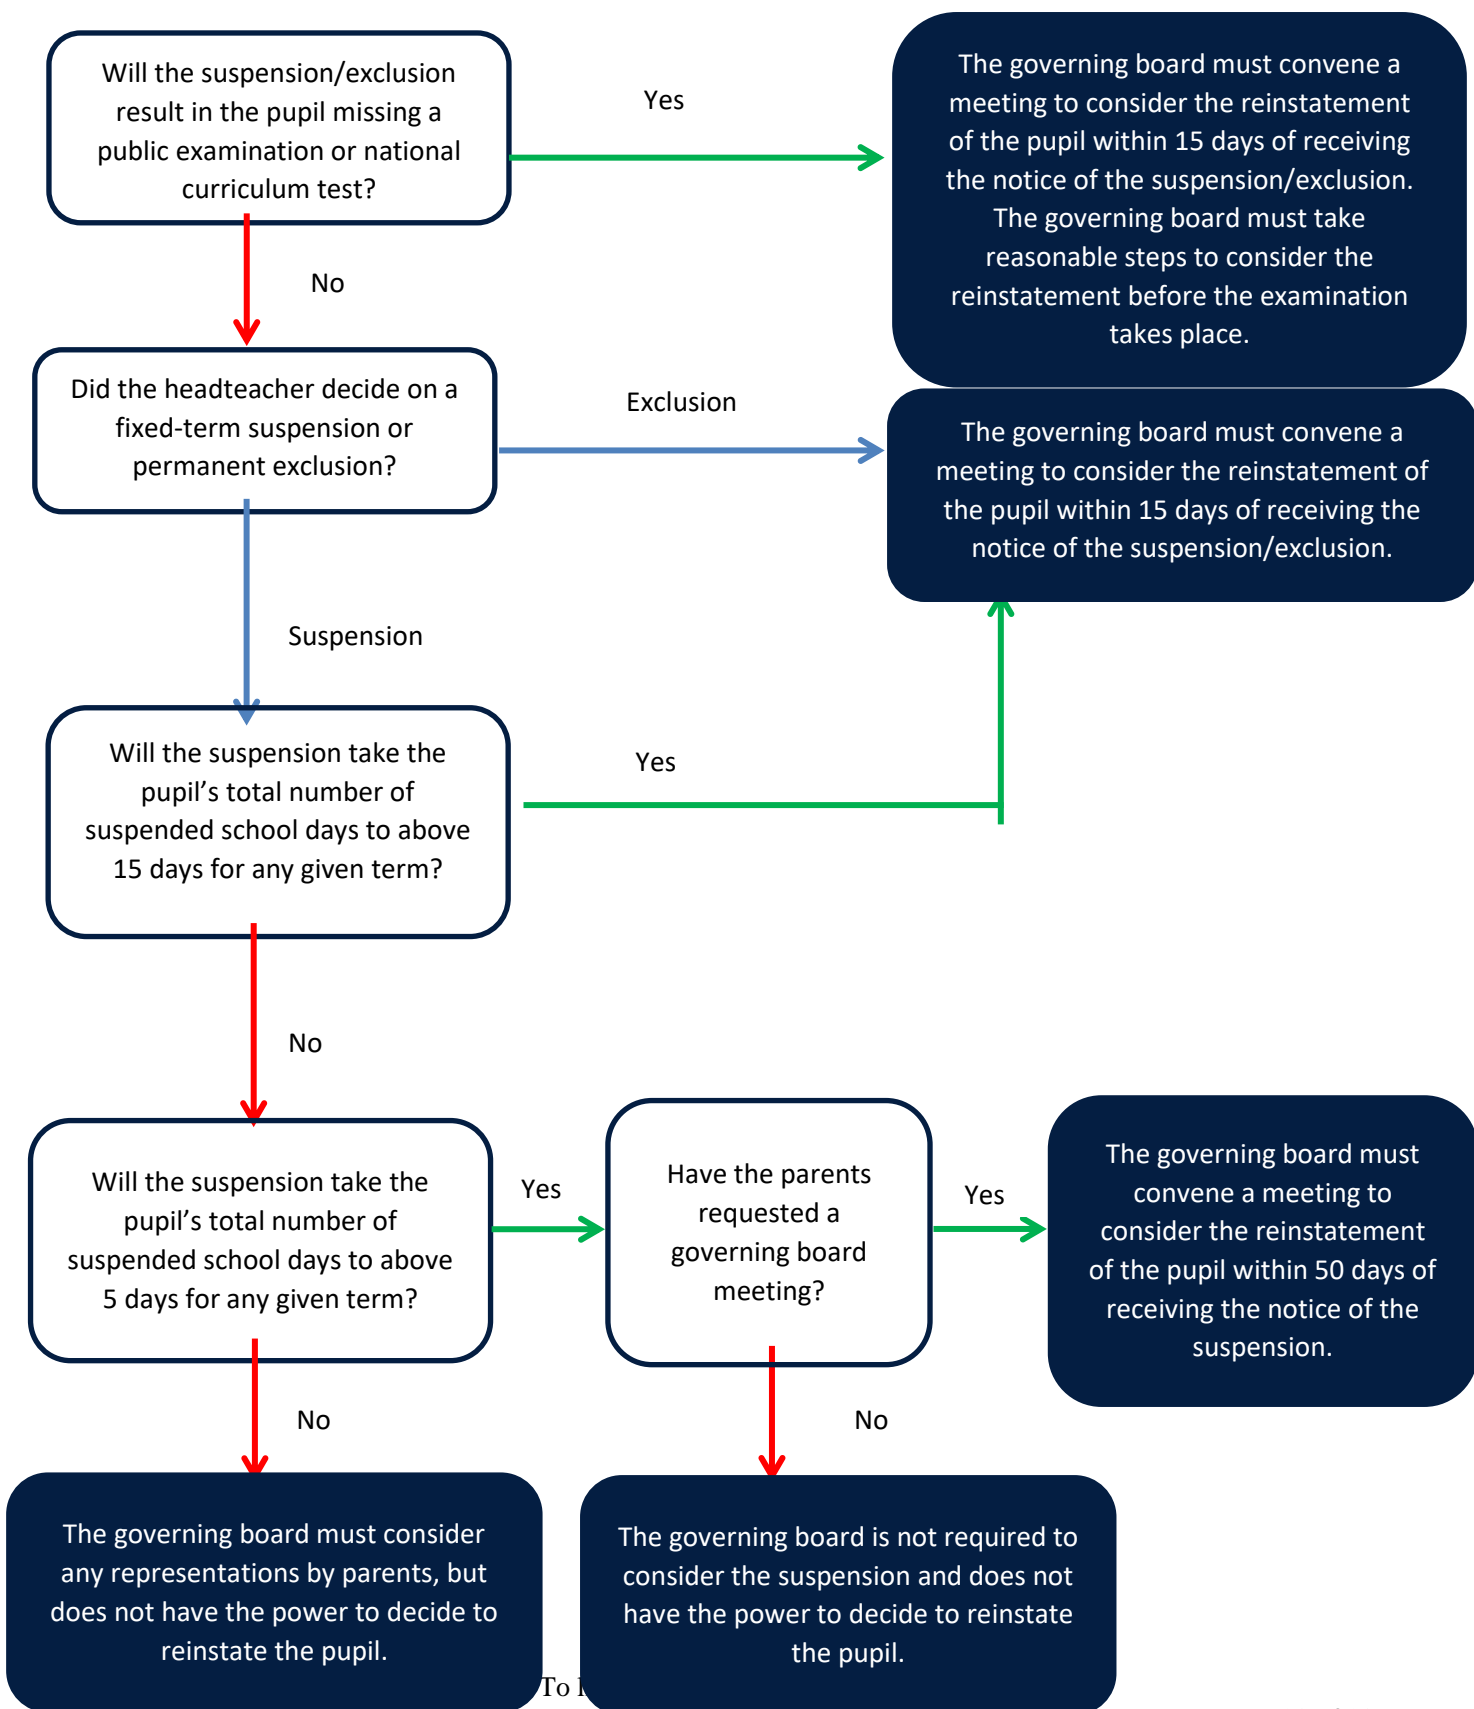 Will the suspension/exclusion
result in the pupil missing a
public examination or national
curriculum test?
Yes
The governing board must convene a
meeting to consider the reinstatement
of the pupil within 15 days of receiving
the notice of the suspension/exclusion.
The governing board must take
reasonable steps to consider the
reinstatement before the examination
takes place.
No
Did the headteacher decide on a
fixed-term suspension or
permanent exclusion?
Exclusion
The governing board must convene a
meeting to consider the reinstatement of
the pupil within 15 days of receiving the
notice of the suspension/exclusion.
Suspension
Will the suspension take the
pupil’s total number of
suspended school days to above
15 days for any given term?
Yes
No
Will the suspension take the
pupil’s total number of
suspended school days to above
5 days for any given term?
Yes
Have the parents
requested a
governing board
meeting?
Yes
The governing board must
convene a meeting to
consider the reinstatement
of the pupil within 50 days of
receiving the notice of the
suspension.
No
No
The governing board must consider
any representations by parents, but
does not have the power to decide to
reinstate the pupil.
The governing board is not required to
consider the suspension and does not
have the power to decide to reinstate
the pupil.
To